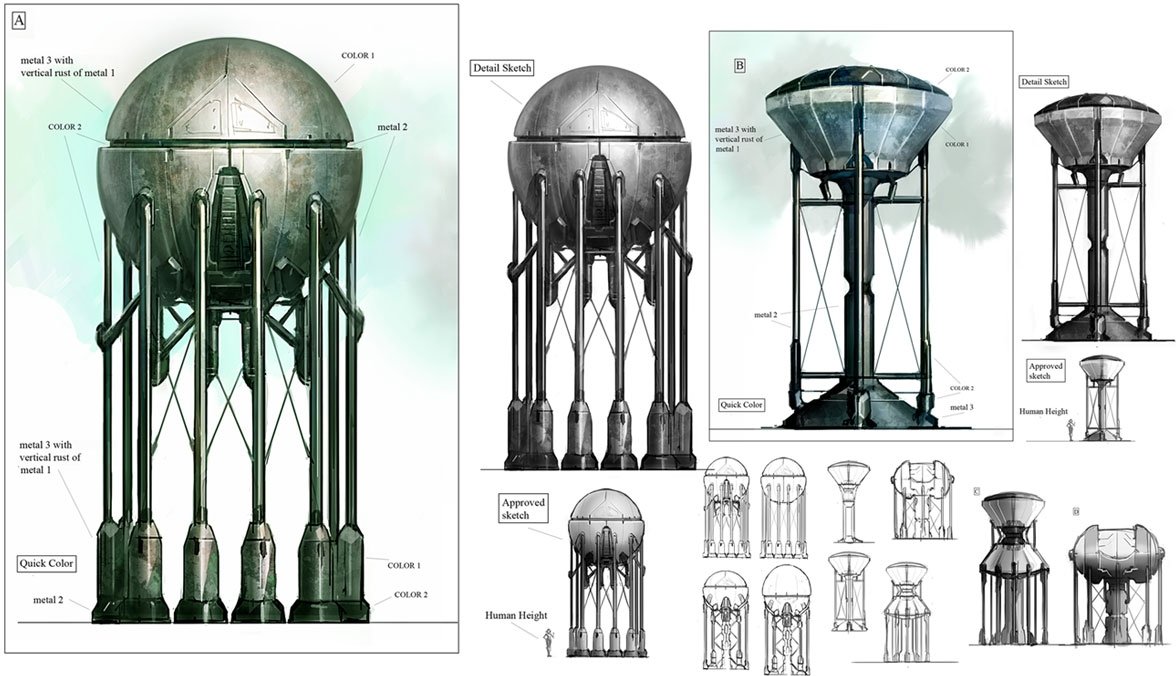 A
metal 3 with
vertical rust of metal 1
COLOR 1
COLOR 2
metal 2
metal 3 with
vertical rust of
metal 1
Quick Color
metal 2
COLOR 1
COLOR 2
Detail Sketch
Approved
sketch
Human Height
B
COLOR 2
metal 3 with
vertical rust of
metal 1
COLOR 1
metal 2
COLOR 2
metal 3
Quick Color
Detail Sketch
Approved
sketch
Human Height
C
D